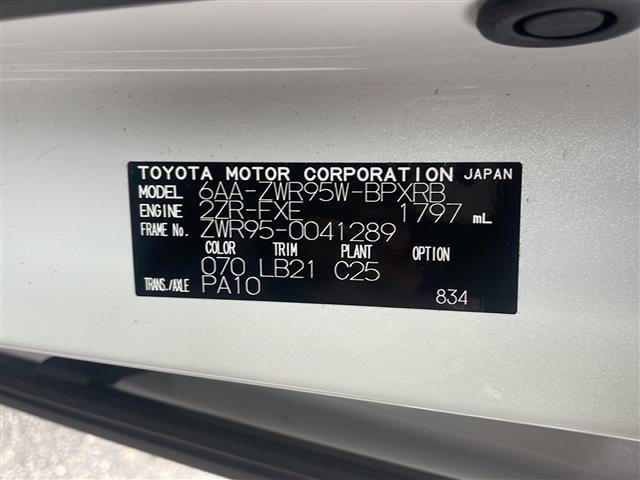 TOYOTA MOTOR CORPORATION JAPAN
MODEL 6AA-ZWR95W-BPXRB
ENGINE 2ZR-FXE 1797 mL
FRAME No. ZWR95-0041289
COLOR TRIM PLANT OPTION
070 LB21 C25
TRANS./AXLE PA10
834